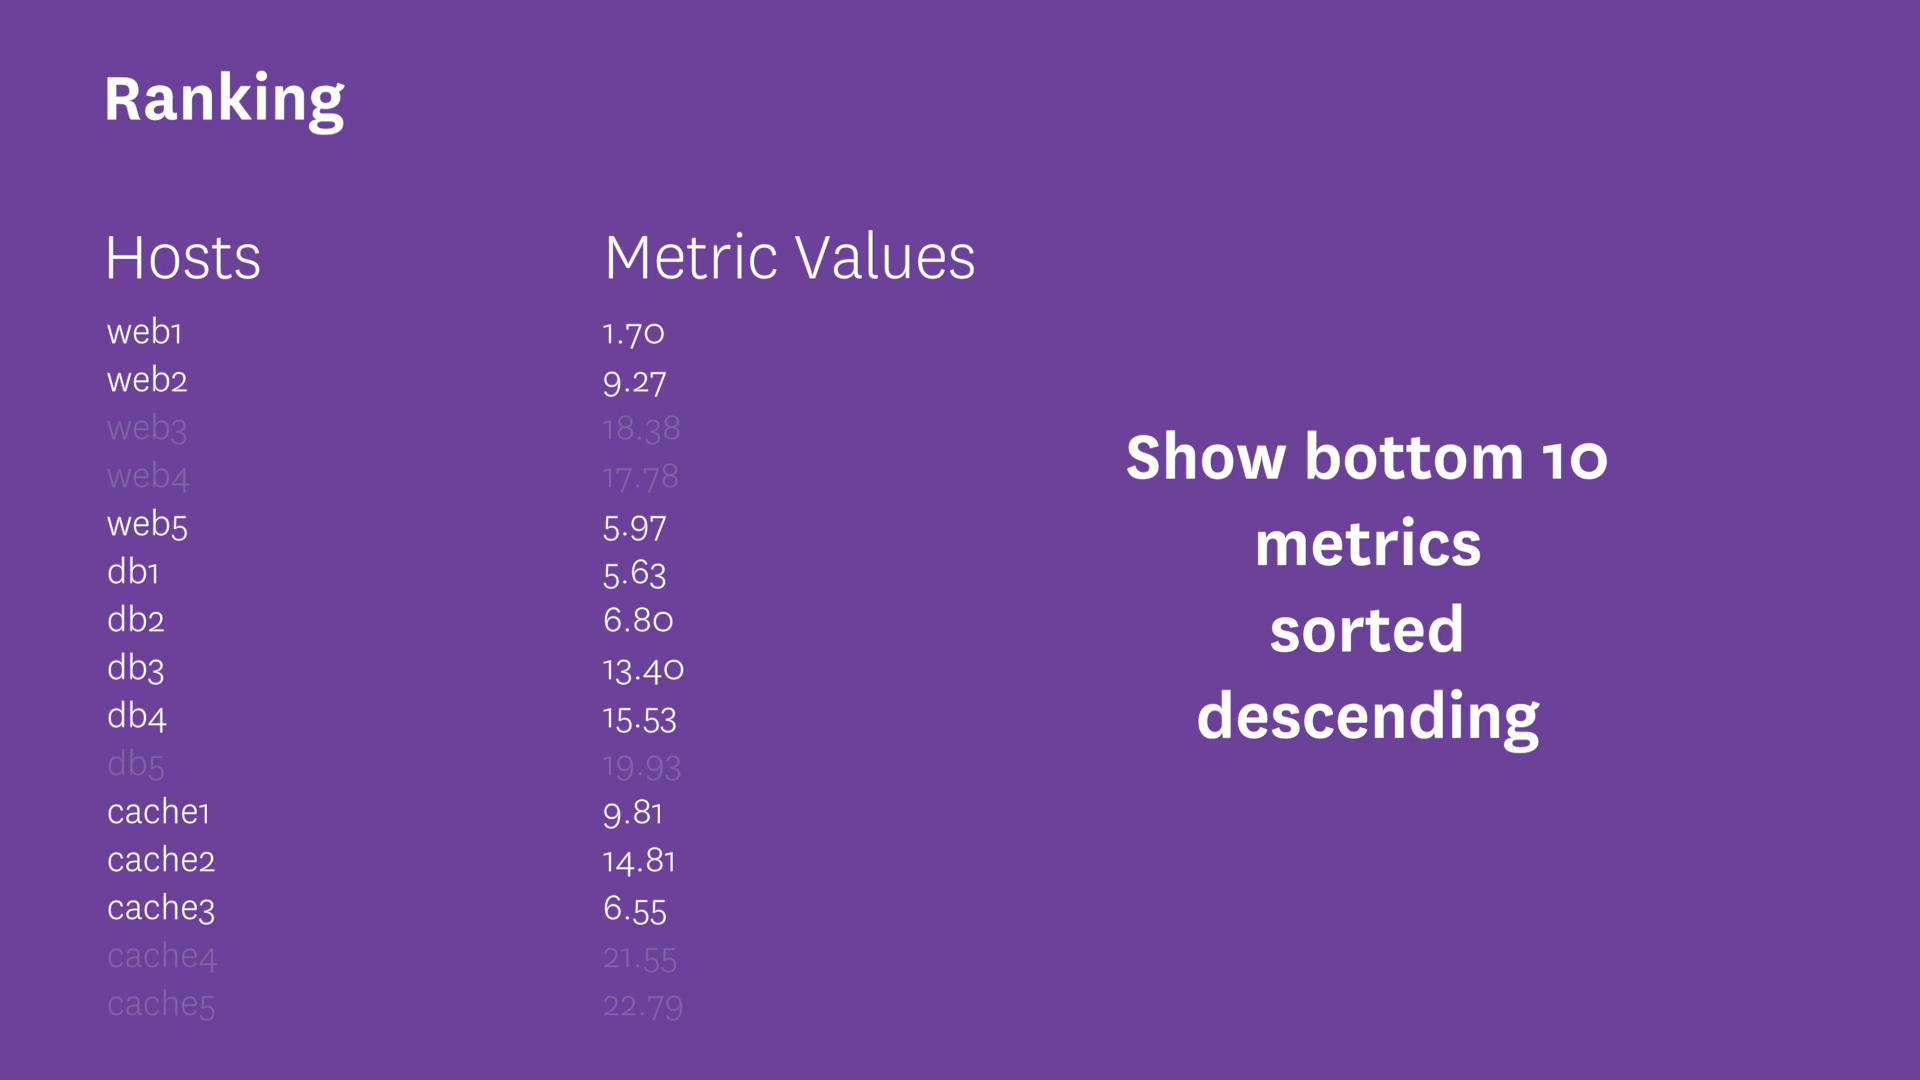 Ranking
Hosts Metric Values
web1 1.70
web2 9.27
web3 18.38
web4 17.78
web5 5.97
db1 5.63
db2 6.80
db3 13.40
db4 15.53
db5 19.93
cache1 9.81
cache2 14.81
cache3 6.55
cache4 21.55
cache5 22.79
Show bottom 10
metrics
sorted
descending